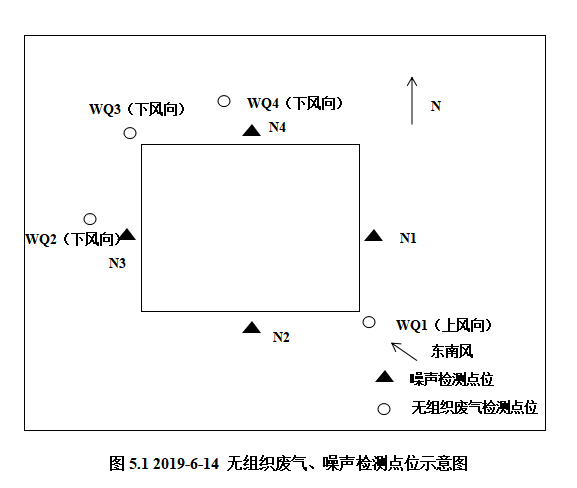 WQ4（下风向）
WQ3（下风向）
N
N4
WQ2（下风向）
N1
N3
WQ1（上风向）
N2
东南风
噪声检测点位
无组织废气检测点位
图 5.1 2019-6-14 无组织废气、噪声检测点位示意图